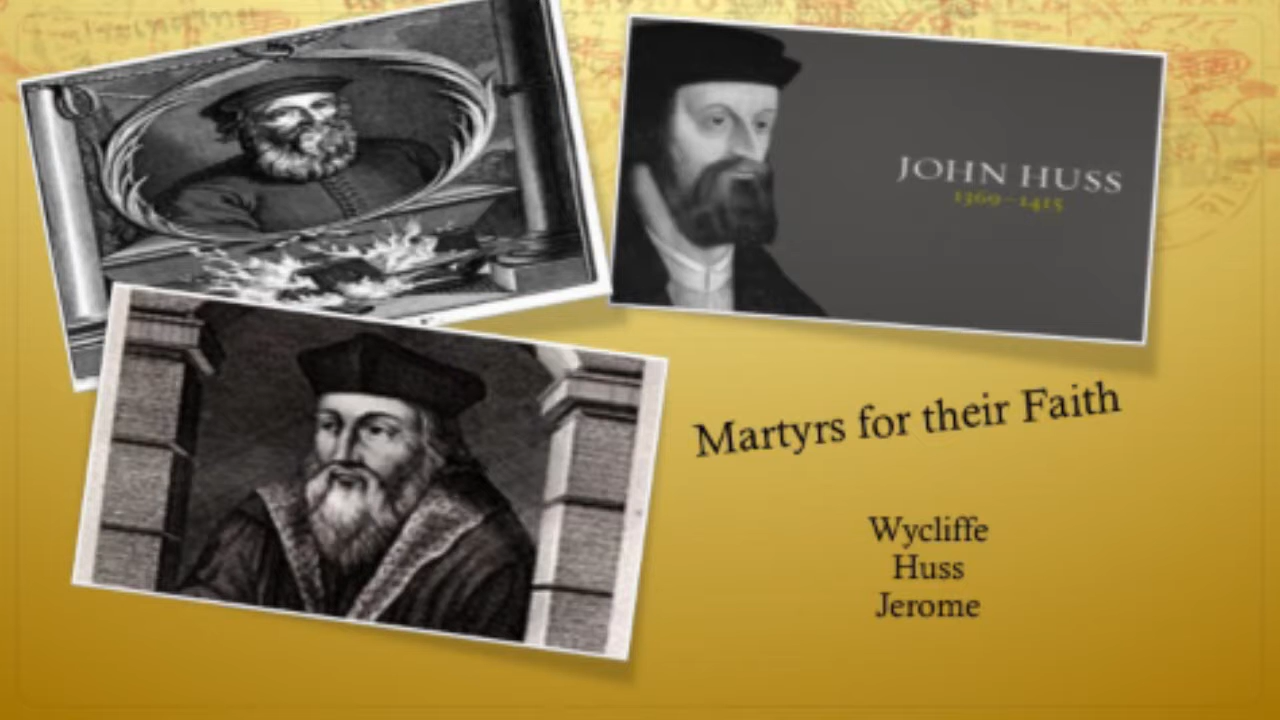 JOHN HUSS
1369–1415
Martyrs for their Faith
Wycliffe
Huss
Jerome